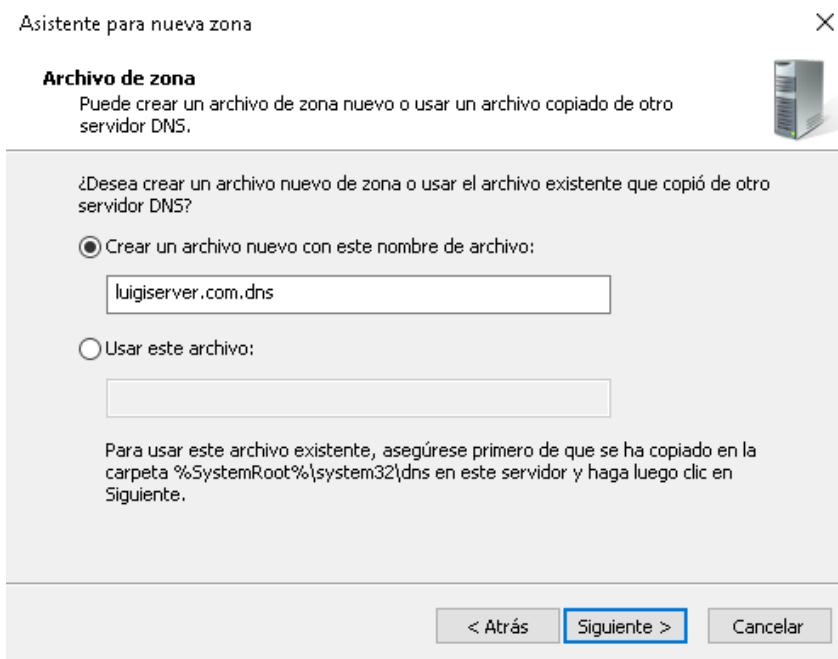 Asistente para nueva zona
Archivo de zona
Puede crear un archivo de zona nuevo o usar un archivo copiado de otro
servidor DNS.
¿Desea crear un archivo nuevo de zona o usar el archivo existente que copió de otro
servidor DNS?
Crear un archivo nuevo con este nombre de archivo:
luigiserver.com.dns
Usar este archivo:
Para usar este archivo existente, asegúrese primero de que se ha copiado en la
carpeta %SystemRoot%\system32\dns en este servidor y haga luego clic en
Siguiente.
< Atrás Siguiente > Cancelar